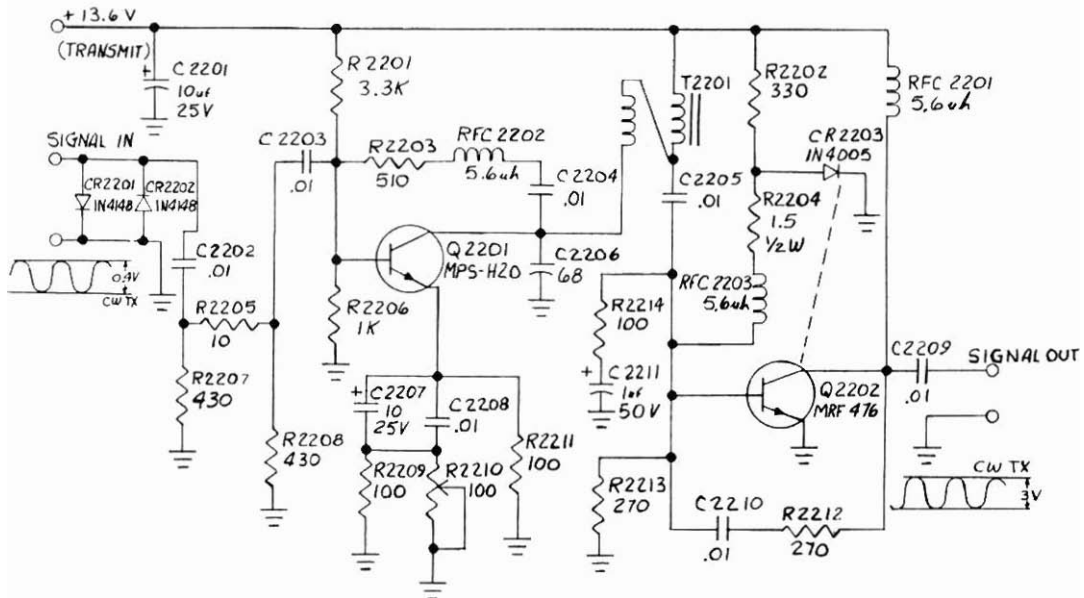 + 13.6 V
(TRANSMIT)
C2201
10uf
25V
SIGNAL IN
CR2201
1N4148
CR2202
1N4148
C2202
.01
0.4V
CW TX
R2205
10
R2207
430
R2208
430
C2203
.01
R2201
3.3K
R2203
510
RFC 2202
5.6uh
C2204
.01
Q2201
MPS-H20
C2206
68
R2206
1K
C2207
10
25V
C2208
.01
R2209
100
R2210
100
R2211
100
T2201
C2205
.01
R2202
330
RFC 2201
5.6uh
CR2203
1N4005
R2204
1.5
1/2W
RFC 2203
5.6uh
R2214
100
C2211
1uf
50V
Q2202
MRF 476
C2209
.01
SIGNAL OUT
R2213
270
C2210
.01
R2212
270
CW TX
3V